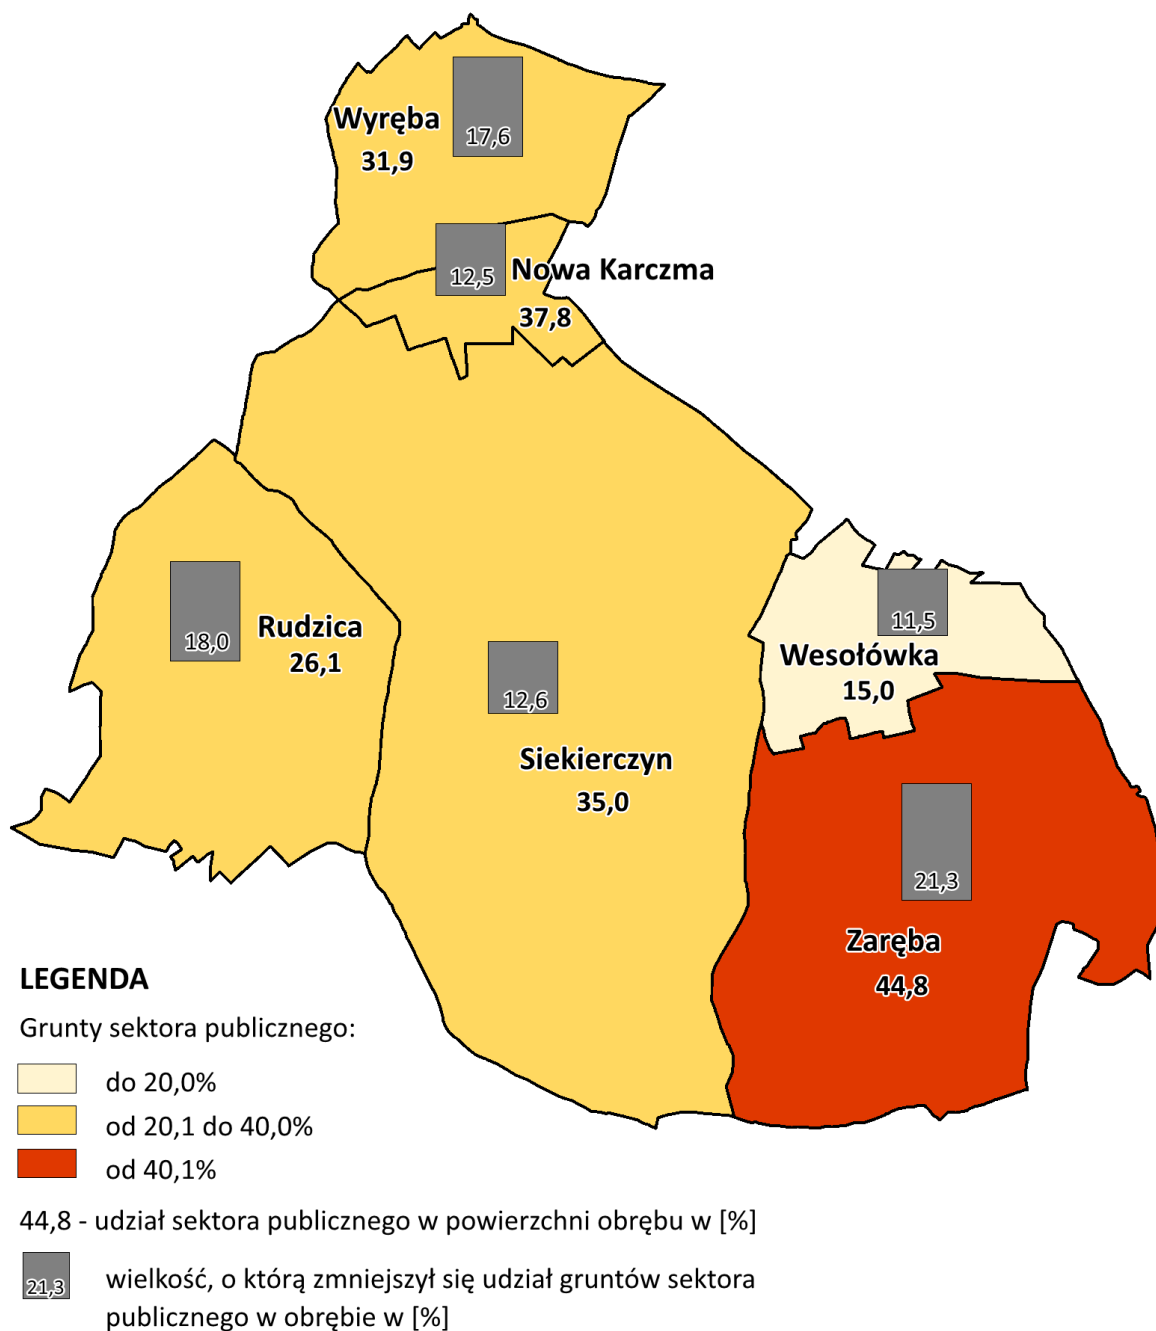 Wyręba
31,9
17,6
12,5
Nowa Karczma
37,8
18,0
Rudzica
26,1
12,6
Siekierczyn
35,0
11,5
Wesołówka
15,0
21,3
Zaręba
44,8
LEGENDA
Grunty sektora publicznego:
do 20,0%
od 20,1 do 40,0%
od 40,1%
44,8 - udział sektora publicznego w powierzchni obrębu w [%]
21,3
wielkość, o którą zmniejszył się udział gruntów sektora
publicznego w obrębie w [%]